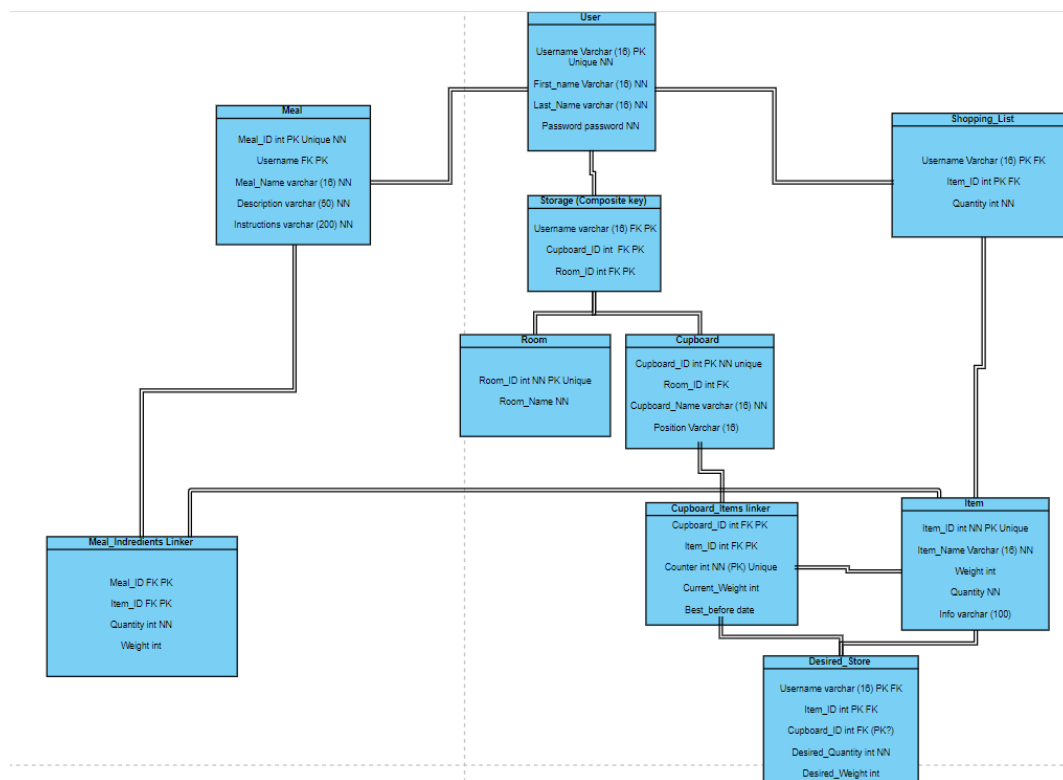 User
Username Varchar (16) PK
Unique NN
First_name Varchar (16) NN
Last_Name varchar (16) NN
Password password NN
Meal
Meal_ID int PK Unique NN
Username FK PK
Meal_Name varchar (16) NN
Description varchar (50) NN
Instructions varchar (200) NN
Shopping_List
Username Varchar (16) PK FK
Item_ID int PK FK
Quantity int NN
Storage (Composite key)
Username varchar (16) FK PK
Cupboard_ID int FK PK
Room_ID int FK PK
Room
Room_ID int NN PK Unique
Room_Name NN
Cupboard
Cupboard_ID int PK NN unique
Room_ID int FK
Cupboard_Name varchar (16) NN
Position Varchar (16)
Meal_Indredients Linker
Meal_ID FK PK
Item_ID FK PK
Quantity int NN
Weight int
Cupboard_Items linker
Cupboard_ID int FK PK
Item_ID int FK PK
Counter int NN (PK) Unique
Current_Weight int
Best_before date
Item
Item_ID int NN PK Unique
Item_Name Varchar (16) NN
Weight int
Quantity NN
Info varchar (100)
Desired_Store
Username varchar (16) PK FK
Item_ID int PK FK
Cupboard_ID int FK (PK?)
Desired_Quantity int NN
Desired_Weight int